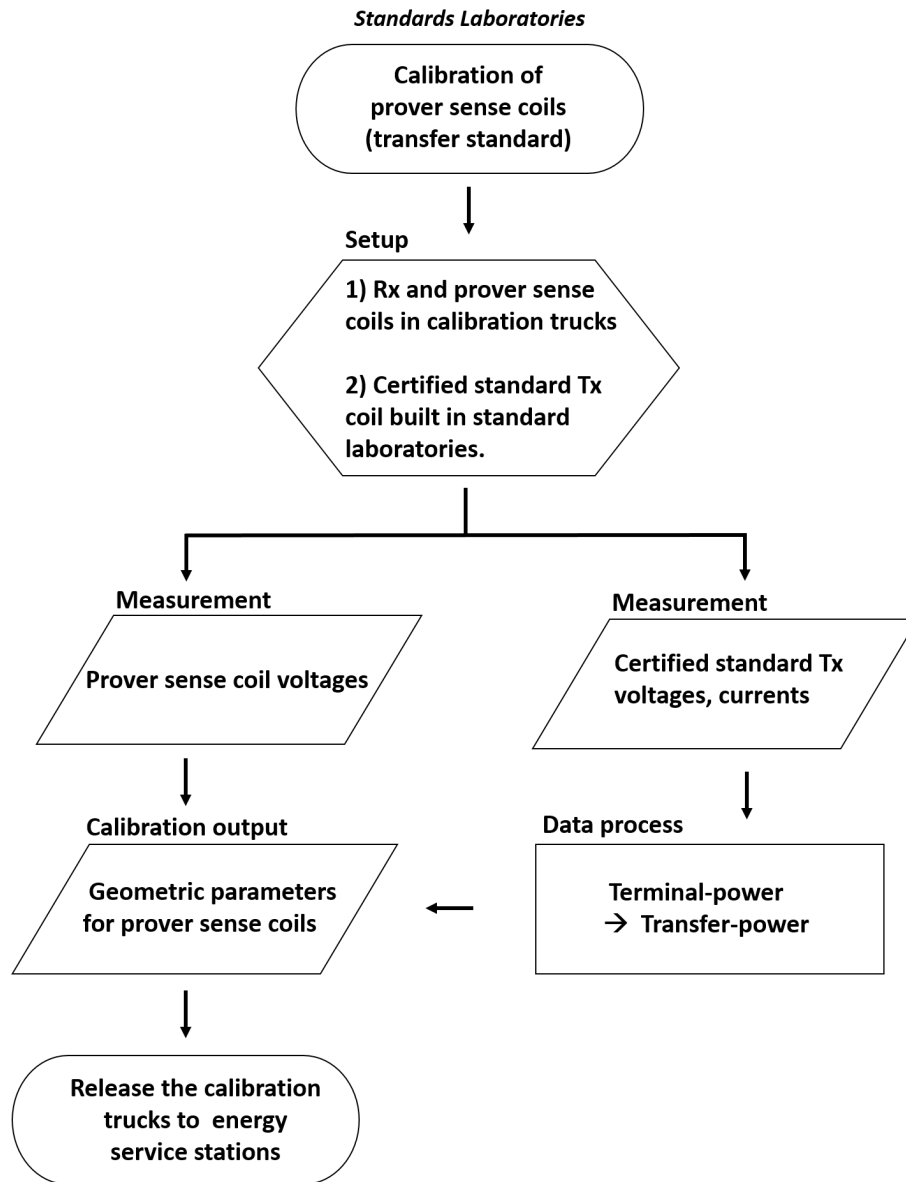 Standards Laboratories
Calibration of
prover sense coils
(transfer standard)
Setup
1) Rx and prover sense
coils in calibration trucks
2) Certified standard Tx
coil built in standard
laboratories.
Measurement
Prover sense coil voltages
Measurement
Certified standard Tx
voltages, currents
Calibration output
Geometric parameters
for prover sense coils
Data process
Terminal-power
→ Transfer-power
Release the calibration
trucks to energy
service stations